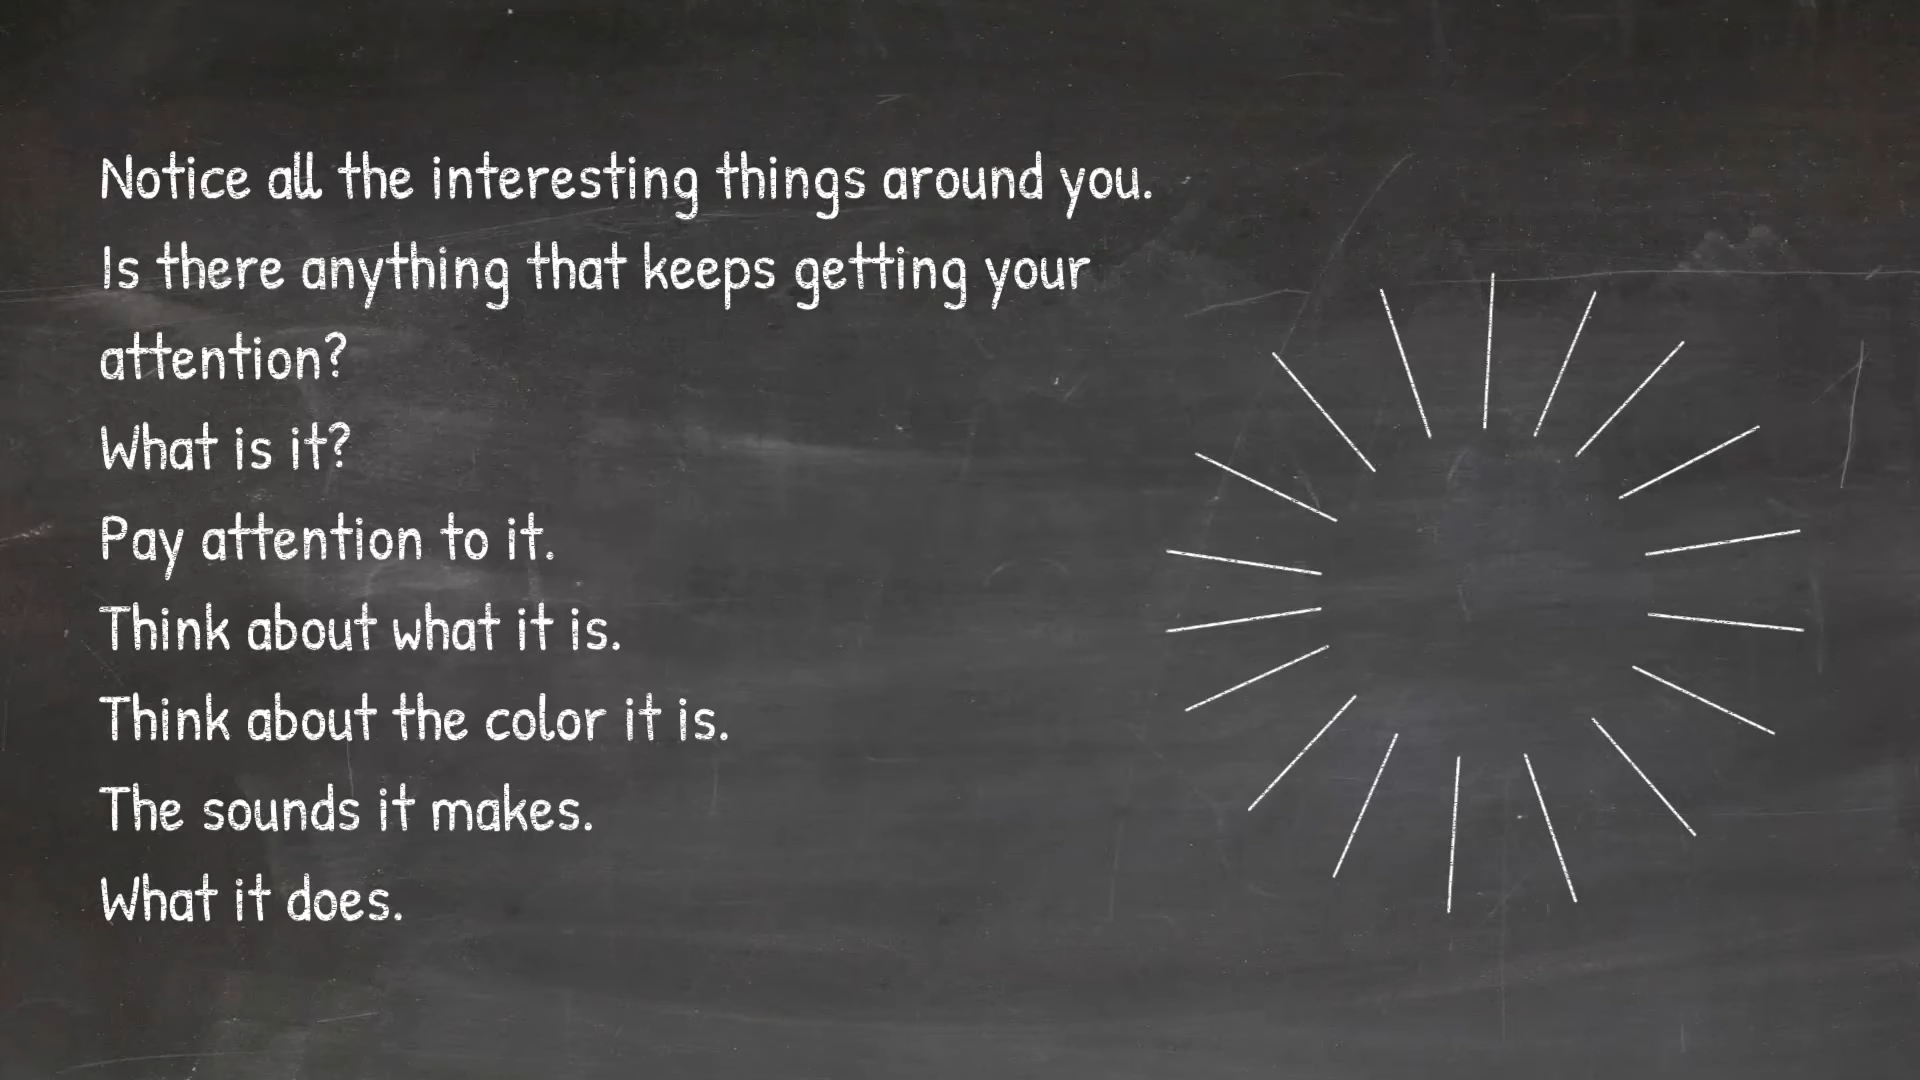 Notice all the interesting things around you.
Is there anything that keeps getting your
attention?
What is it?
Pay attention to it.
Think about what it is.
Think about the color it is.
The sounds it makes.
What it does.